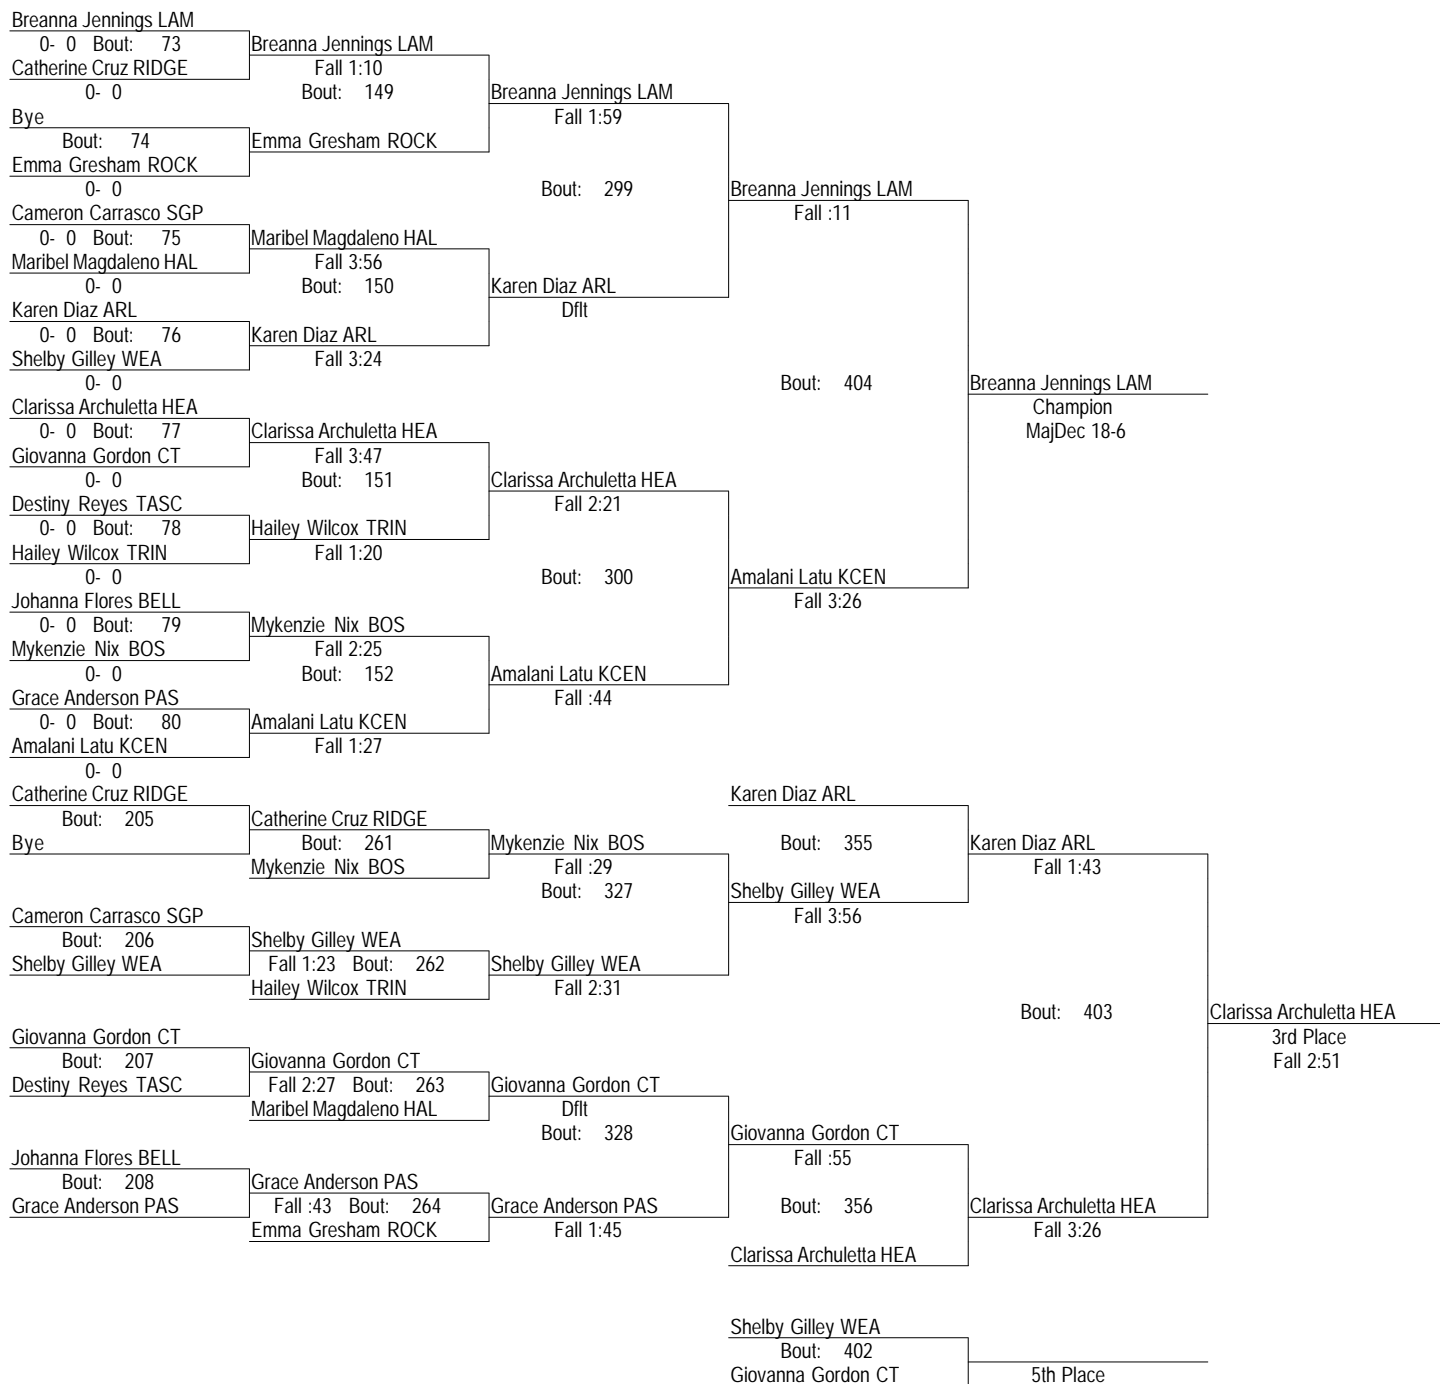 Breanna Jennings LAM
0- 0 Bout: 73 Breanna Jennings LAM
Catherine Cruz RIDGE Fall 1:10
0- 0 Bout: 149 Breanna Jennings LAM
Bye Fall 1:59
Bout: 74 Emma Gresham ROCK
Emma Gresham ROCK
0- 0 Bout: 299 Breanna Jennings LAM
Cameron Carrasco SGP Fall :11
0- 0 Bout: 75 Maribel Magdaleno HAL
Maribel Magdaleno HAL Fall 3:56
0- 0 Bout: 150 Karen Diaz ARL
Karen Diaz ARL Dflt
0- 0 Bout: 76 Karen Diaz ARL
Shelby Gilley WEA Fall 3:24
0- 0 Bout: 404 Breanna Jennings LAM
Clarissa Archuletta HEA Champion
0- 0 Bout: 77 Clarissa Archuletta HEA MajDec 18-6
Giovanna Gordon CT Fall 3:47
0- 0 Bout: 151 Clarissa Archuletta HEA
Destiny Reyes TASC Fall 2:21
0- 0 Bout: 78 Hailey Wilcox TRIN
Hailey Wilcox TRIN Fall 1:20
0- 0 Bout: 300 Amalani Latu KCEN
Johanna Flores BELL Fall 3:26
0- 0 Bout: 79 Mykenzie Nix BOS
Mykenzie Nix BOS Fall 2:25
0- 0 Bout: 152 Amalani Latu KCEN
Grace Anderson PAS Fall :44
0- 0 Bout: 80 Amalani Latu KCEN
Amalani Latu KCEN Fall 1:27
0- 0
Catherine Cruz RIDGE Karen Diaz ARL
Bout: 205 Catherine Cruz RIDGE
Bye Bout: 261 Mykenzie Nix BOS Bout: 355 Karen Diaz ARL
Mykenzie Nix BOS Fall :29 Fall 1:43
Bout: 327 Shelby Gilley WEA
Cameron Carrasco SGP Fall 3:56
Bout: 206 Shelby Gilley WEA
Shelby Gilley WEA Fall 1:23 Bout: 262 Shelby Gilley WEA
Hailey Wilcox TRIN Fall 2:31
Bout: 403 Clarissa Archuletta HEA
Giovanna Gordon CT 3rd Place
Bout: 207 Giovanna Gordon CT Fall 2:51
Destiny Reyes TASC Fall 2:27 Bout: 263 Giovanna Gordon CT
Maribel Magdaleno HAL Dflt
Bout: 328 Giovanna Gordon CT
Johanna Flores BELL Fall :55
Bout: 208 Grace Anderson PAS
Grace Anderson PAS Fall :43 Bout: 264 Grace Anderson PAS Bout: 356 Clarissa Archuletta HEA
Emma Gresham ROCK Fall 1:45 Fall 3:26
Clarissa Archuletta HEA
Shelby Gilley WEA
Bout: 402
Giovanna Gordon CT 5th Place